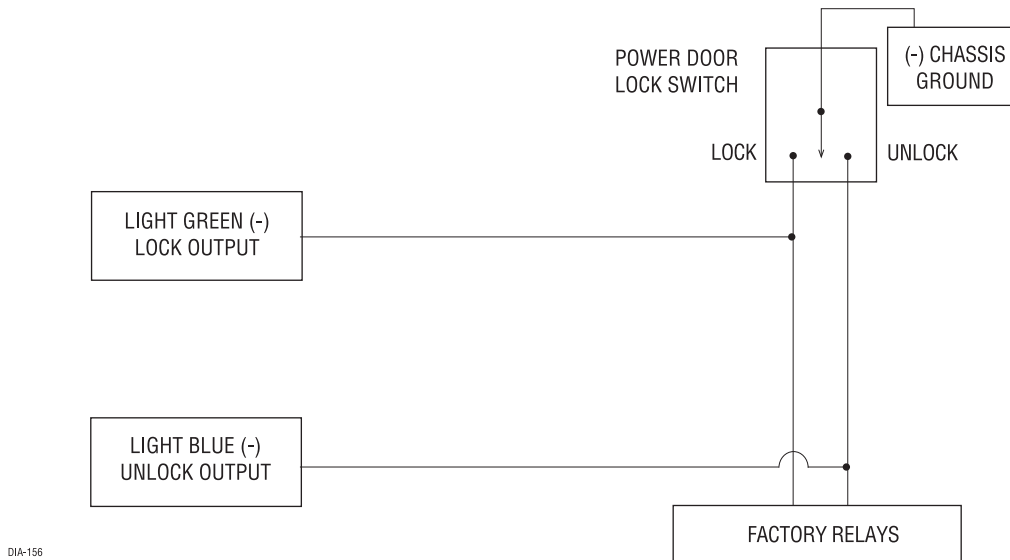 POWER DOOR
LOCK SWITCH
(-) CHASSIS
GROUND
LOCK
UNLOCK
LIGHT GREEN (-)
LOCK OUTPUT
LIGHT BLUE (-)
UNLOCK OUTPUT
FACTORY RELAYS
DIA-156